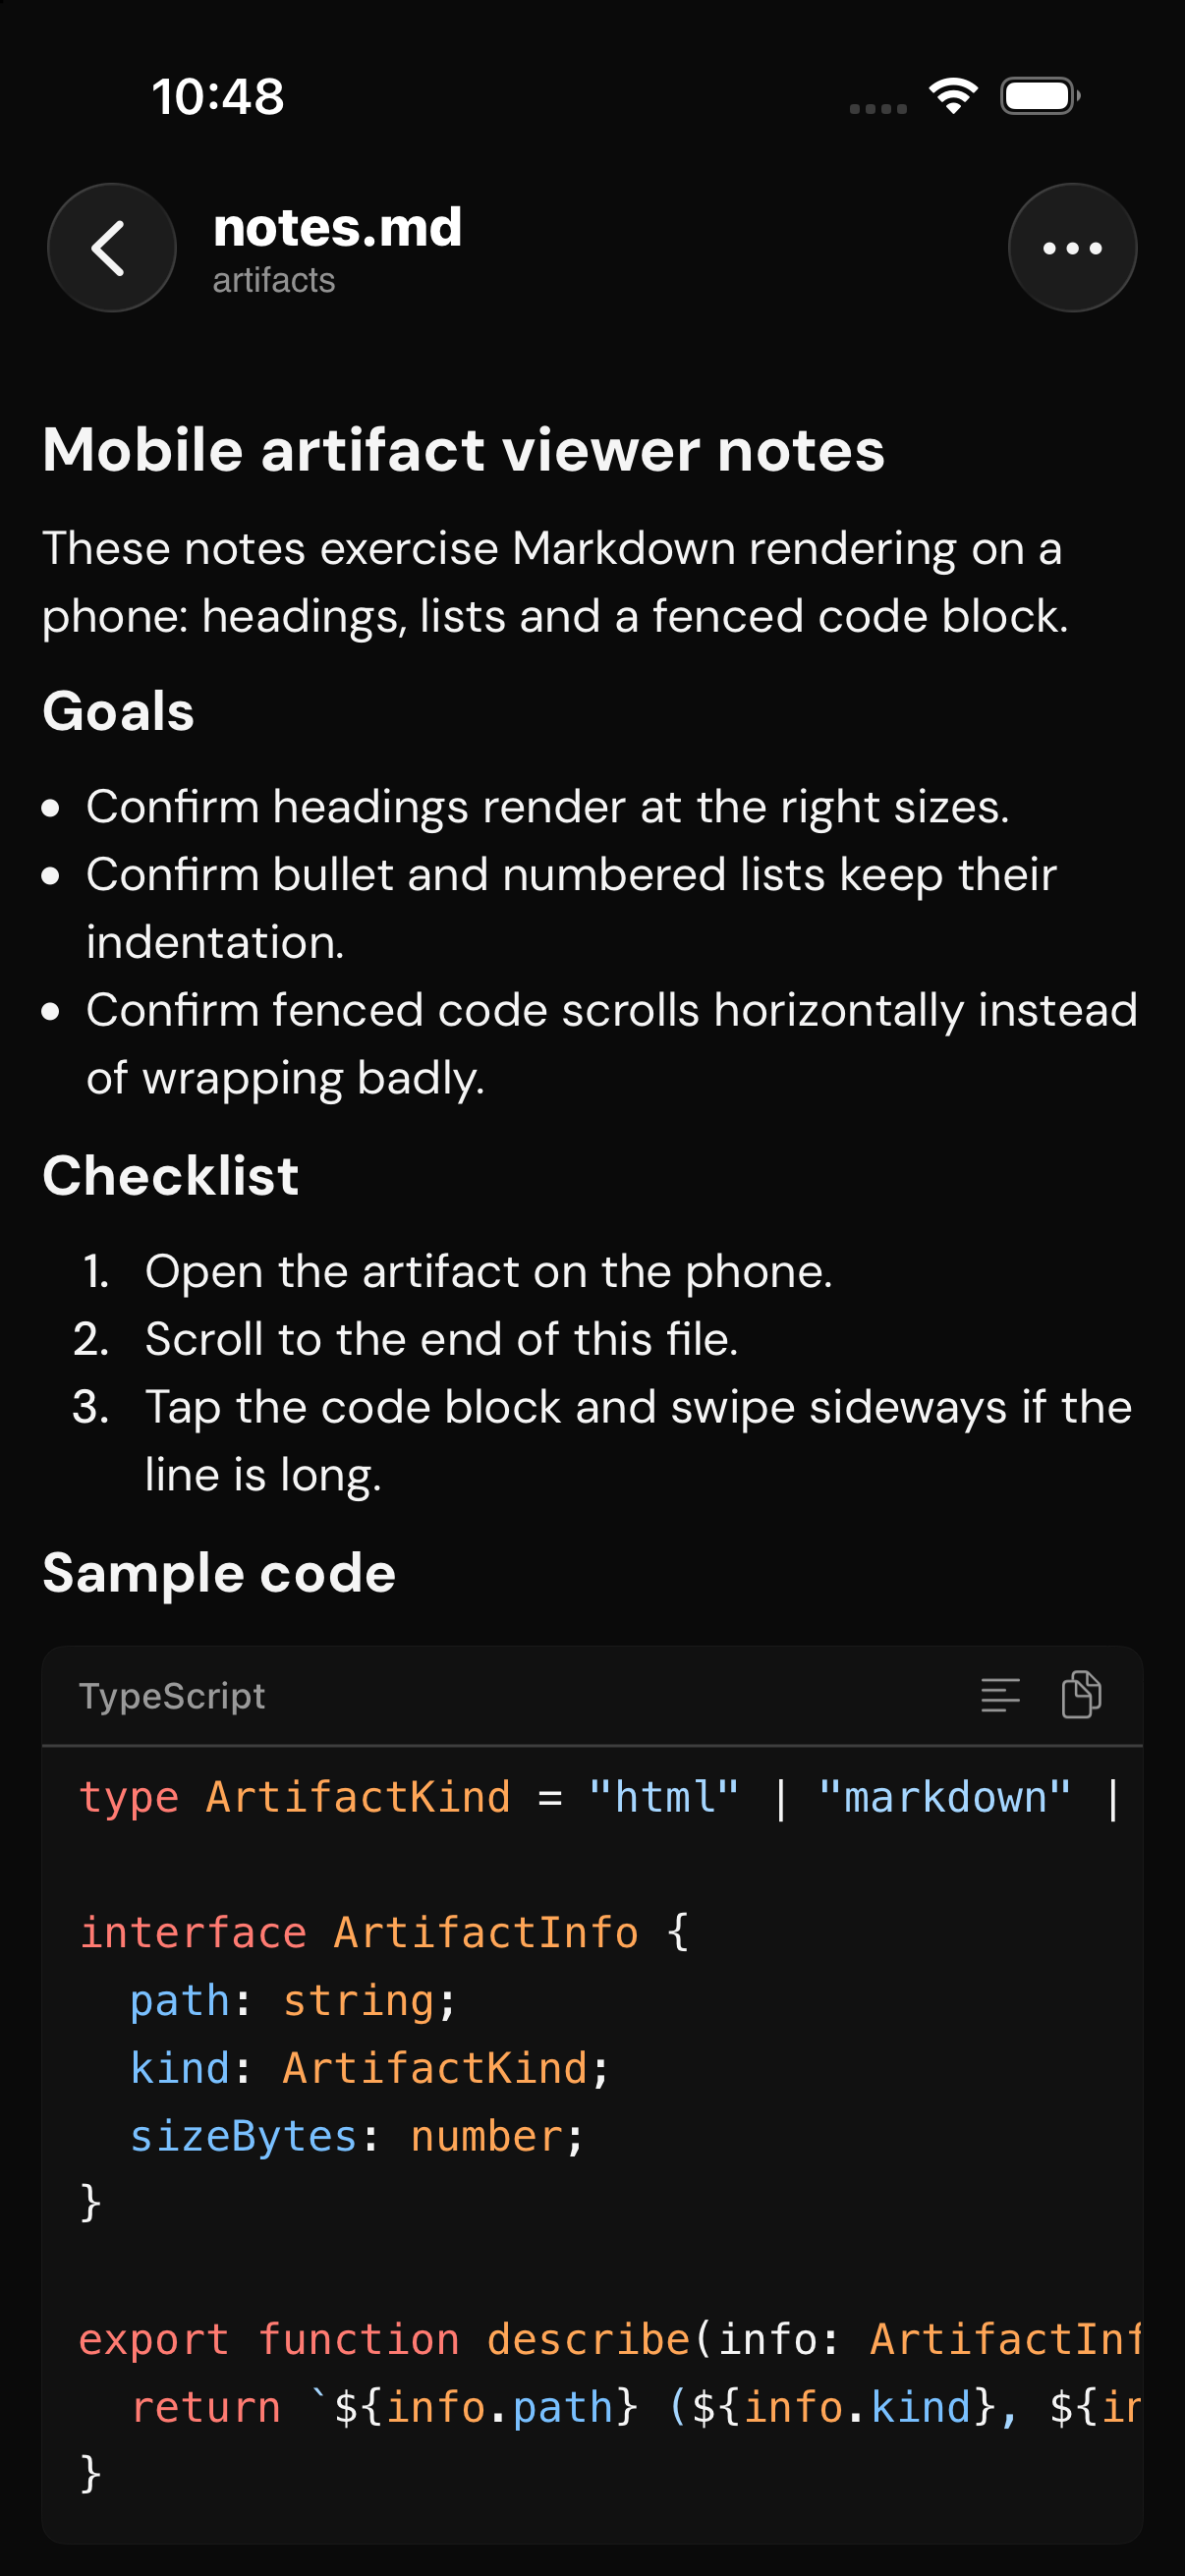 10:48
notes.md
artifacts
Mobile artifact viewer notes
These notes exercise Markdown rendering on a
phone: headings, lists and a fenced code block.
Goals
• Confirm headings render at the right sizes.
• Confirm bullet and numbered lists keep their
indentation.
• Confirm fenced code scrolls horizontally instead
of wrapping badly.
Checklist
1. Open the artifact on the phone.
2. Scroll to the end of this file.
3. Tap the code block and swipe sideways if the
line is long.
Sample code
TypeScript
type ArtifactKind = "html" | "markdown" |
interface ArtifactInfo {
  path: string;
  kind: ArtifactKind;
  sizeBytes: number;
}
export function describe(info: ArtifactInf
  return `${info.path} (${info.kind}, ${in
}